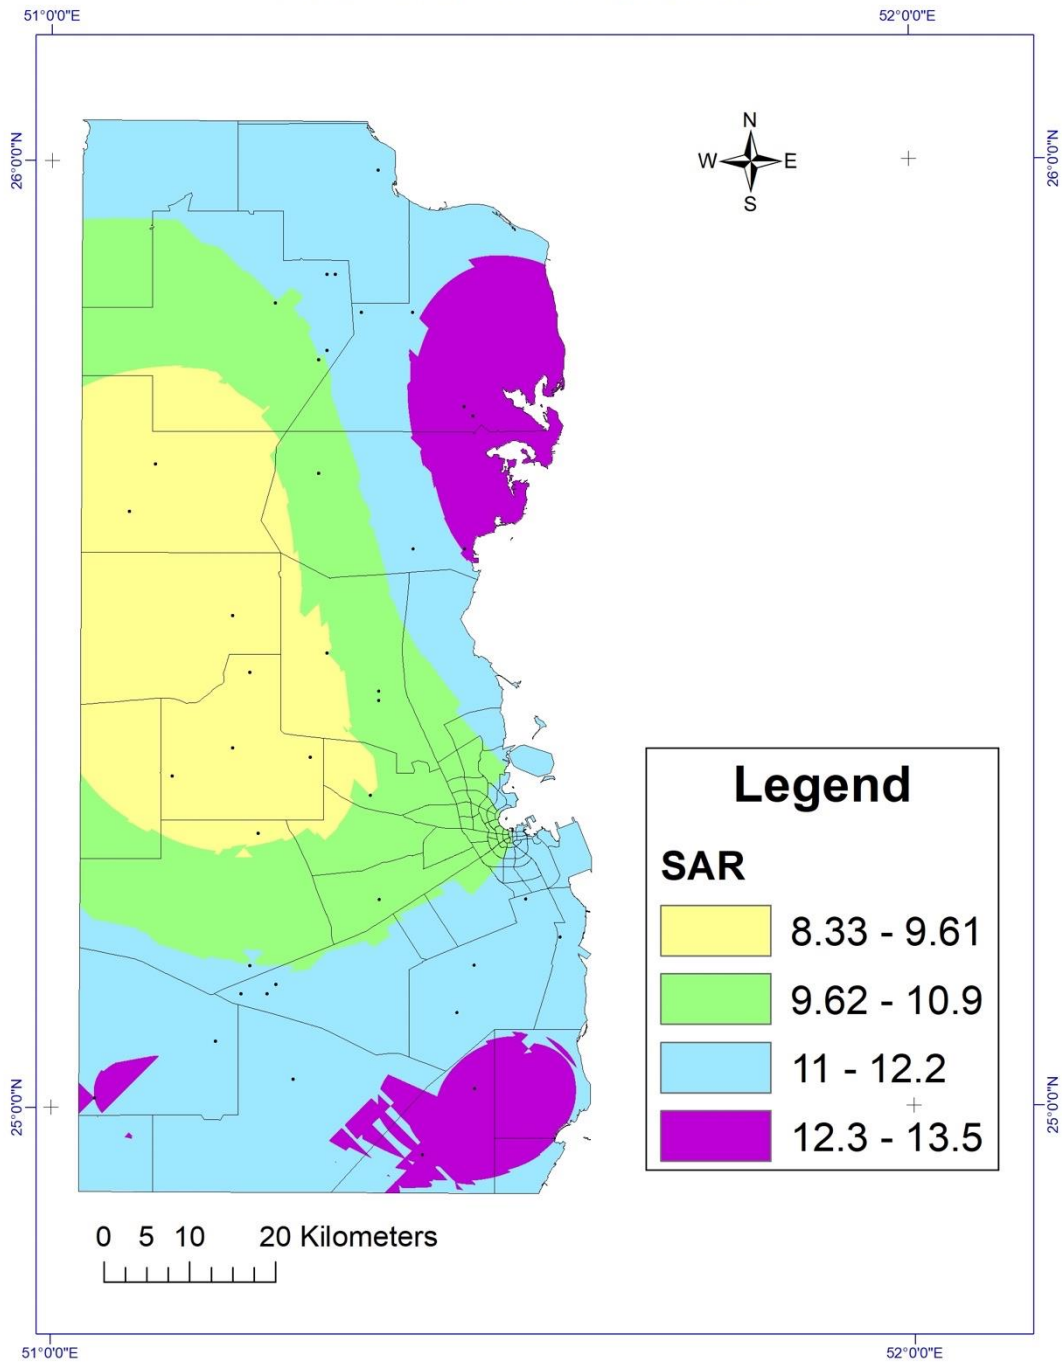 51°0'0"E
52°0'0"E
26°0'0"N
26°0'0"N
N
W
E
S
Legend
SAR
8.33 - 9.61
9.62 - 10.9
11 - 12.2
12.3 - 13.5
25°0'0"N
25°0'0"N
0 5 10 20 Kilometers
51°0'0"E
52°0'0"E